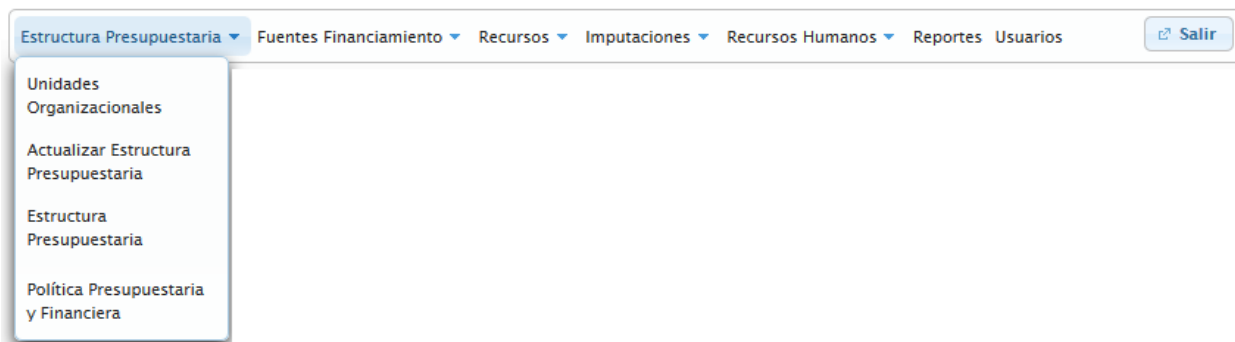 Estructura Presupuestaria Fuentes Financiamiento Recursos Imputaciones Recursos Humanos Reportes Usuarios Salir
Unidades
Organizacionales
Actualizar Estructura
Presupuestaria
Estructura
Presupuestaria
Política Presupuestaria
y Financiera